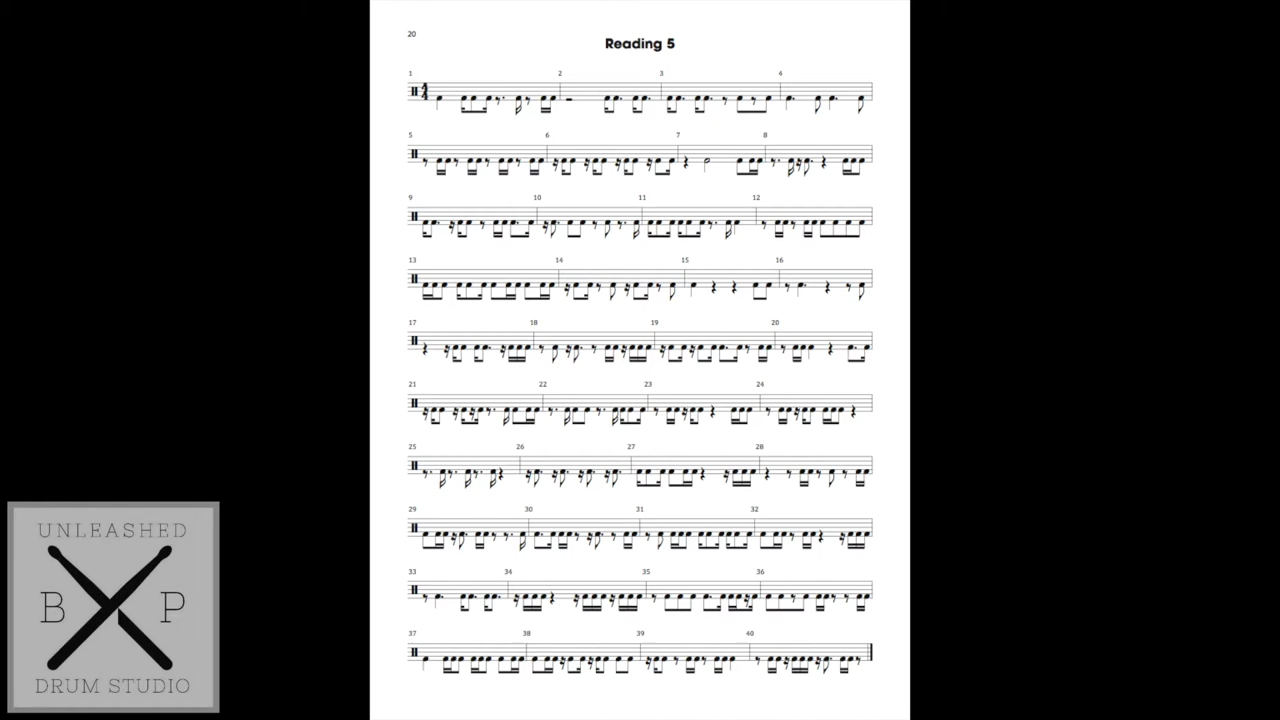 20
Reading 5
1 2 3 4
4
4
5 6 7 8
9 10 11 12
13 14 15 16
17 18 19 20
21 22 23 24
25 26 27 28
29 30 31 32
33 34 35 36
37 38 39 40
UNLEASHED
B P
DRUM STUDIO